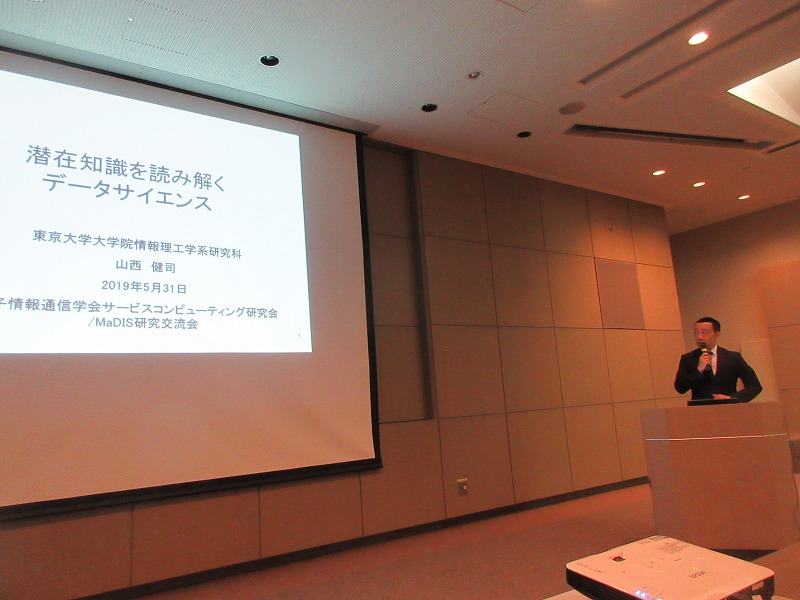 潜在知識を読み解く
データサイエンス
東京大学大学院情報理工学系研究科
山西　健司
2019年5月31日
子情報通信学会サービスコンピューティング研究会
/MaDIS研究交流会
1
EPSON